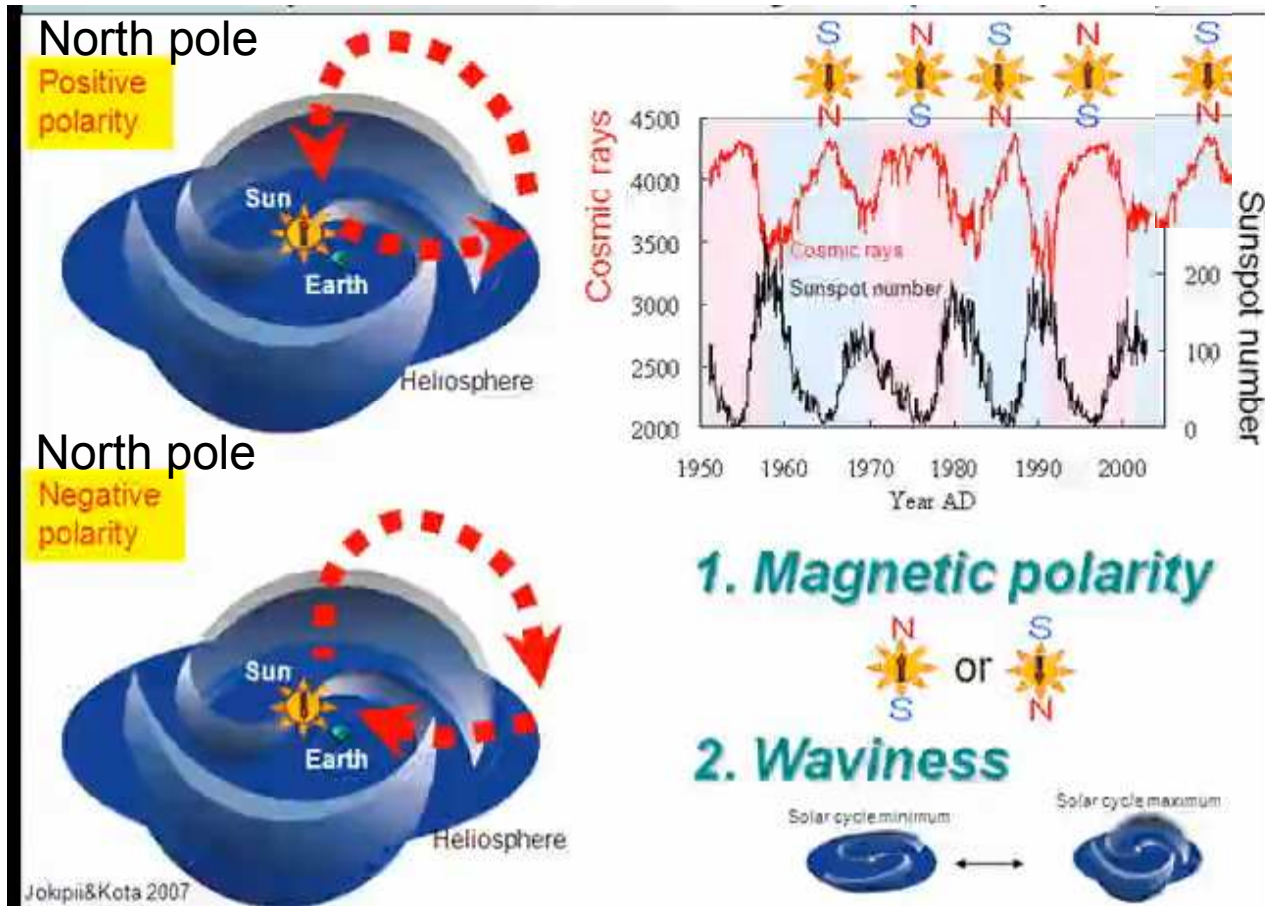 North pole
Positive
polarity
Sun
Earth
Heliosphere
North pole
Negative
polarity
Sun
Earth
Heliosphere
Jokipii&Kota 2007
S N S N S
N S N S N
Cosmic rays
4500
4000
3500
3000
2500
2000
Cosmic rays
Sunspot number
200
100
0
Sunspot number
1950 1960 1970 1980 1990 2000
Year AD
1. Magnetic polarity
N S
or
S N
2. Waviness
Solar cycle minimum
Solar cycle maximum